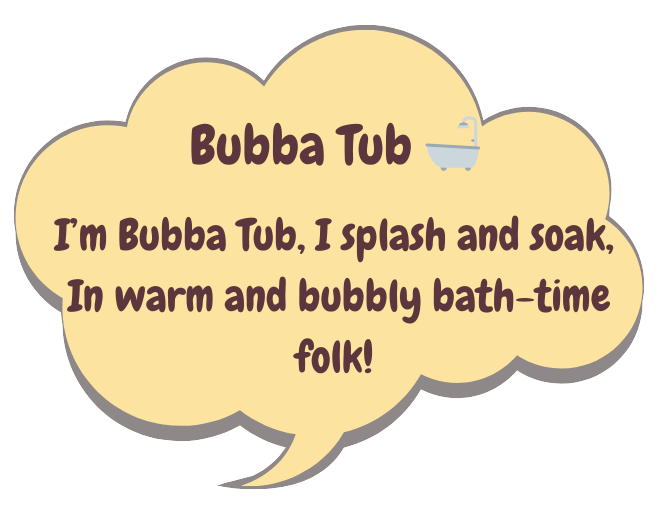 Bubba Tub
I'm Bubba Tub, I splash and soak,
In warm and bubbly bath-time
folk!